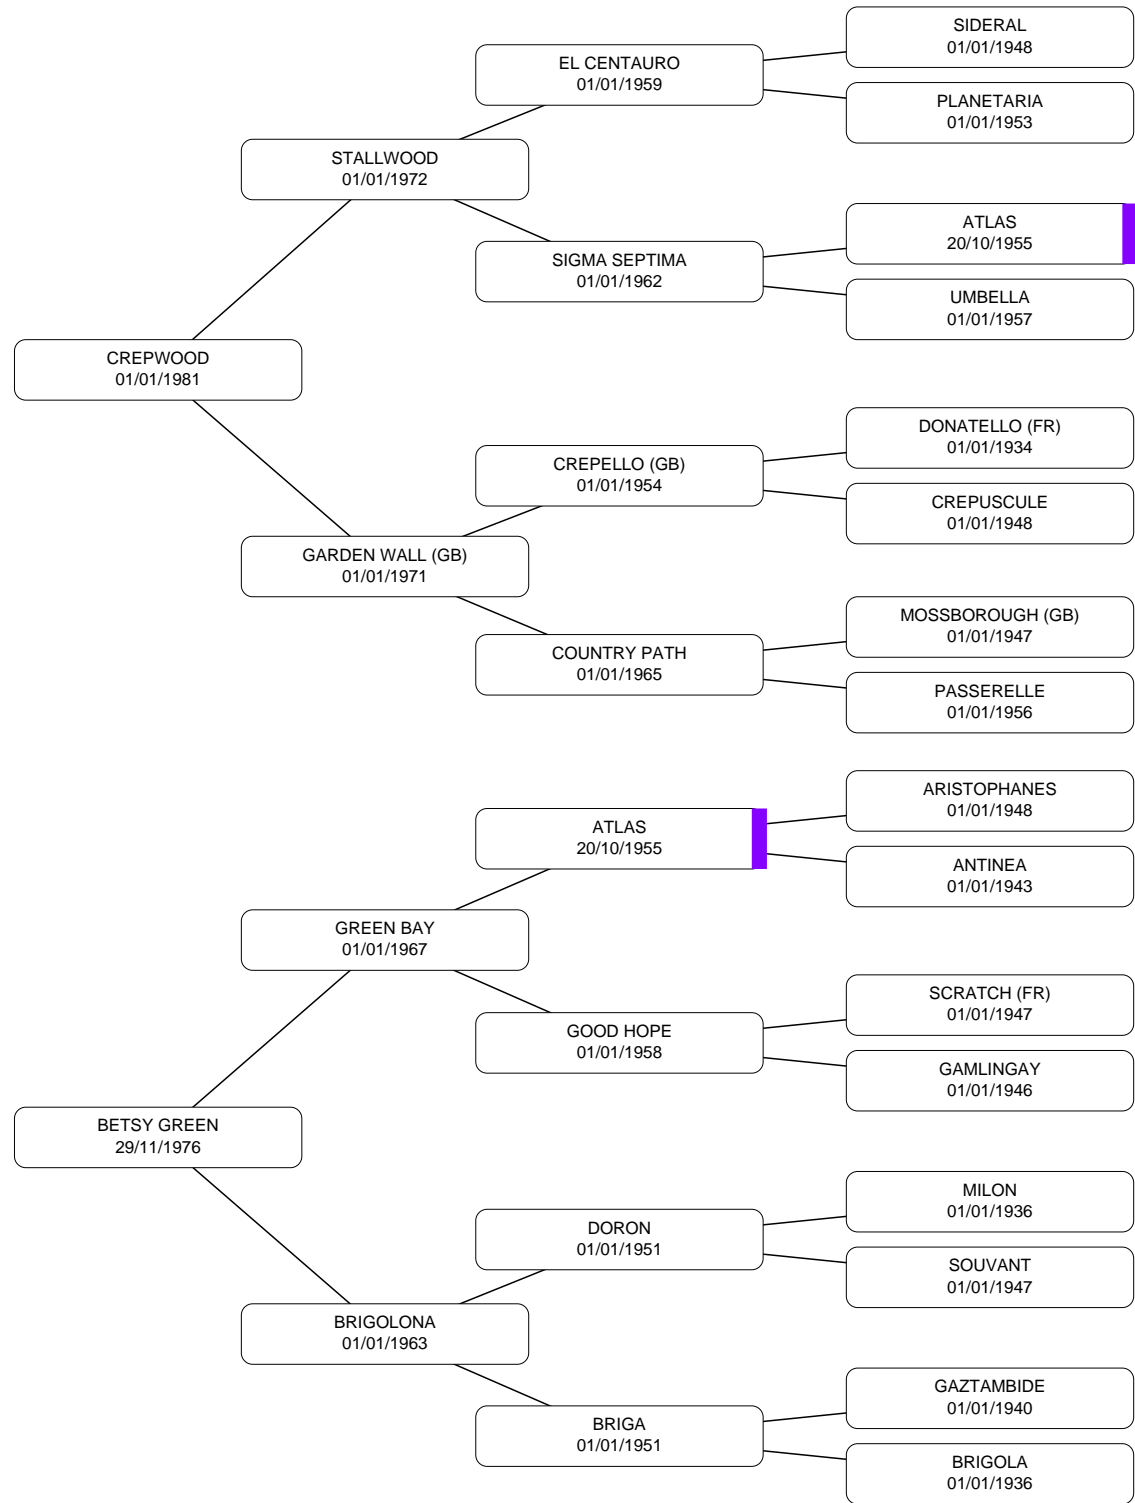 SIDERAL
01/01/1948
EL CENTAURO
01/01/1959
PLANETARIA
01/01/1953
STALLWOOD
01/01/1972
ATLAS
20/10/1955
SIGMA SEPTIMA
01/01/1962
UMBELLA
01/01/1957
CREPWOOD
01/01/1981
DONATELLO (FR)
01/01/1934
CREPELLO (GB)
01/01/1954
CREPUSCULE
01/01/1948
GARDEN WALL (GB)
01/01/1971
MOSSBOROUGH (GB)
01/01/1947
COUNTRY PATH
01/01/1965
PASSERELLE
01/01/1956
ARISTOPHANES
01/01/1948
ATLAS
20/10/1955
ANTINEA
01/01/1943
GREEN BAY
01/01/1967
SCRATCH (FR)
01/01/1947
GOOD HOPE
01/01/1958
GAMLINGAY
01/01/1946
BETSY GREEN
29/11/1976
MILON
01/01/1936
DORON
01/01/1951
SOUVANT
01/01/1947
BRIGOLONA
01/01/1963
GAZTAMBIDE
01/01/1940
BRIGA
01/01/1951
BRIGOLA
01/01/1936